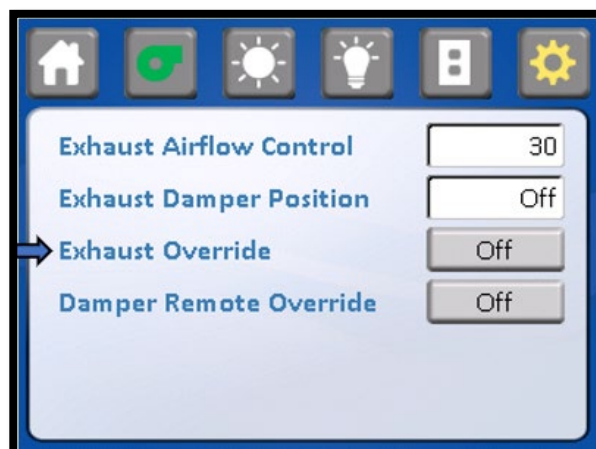 Exhaust Airflow Control 30
Exhaust Damper Position Off
Exhaust Override Off
Damper Remote Override Off